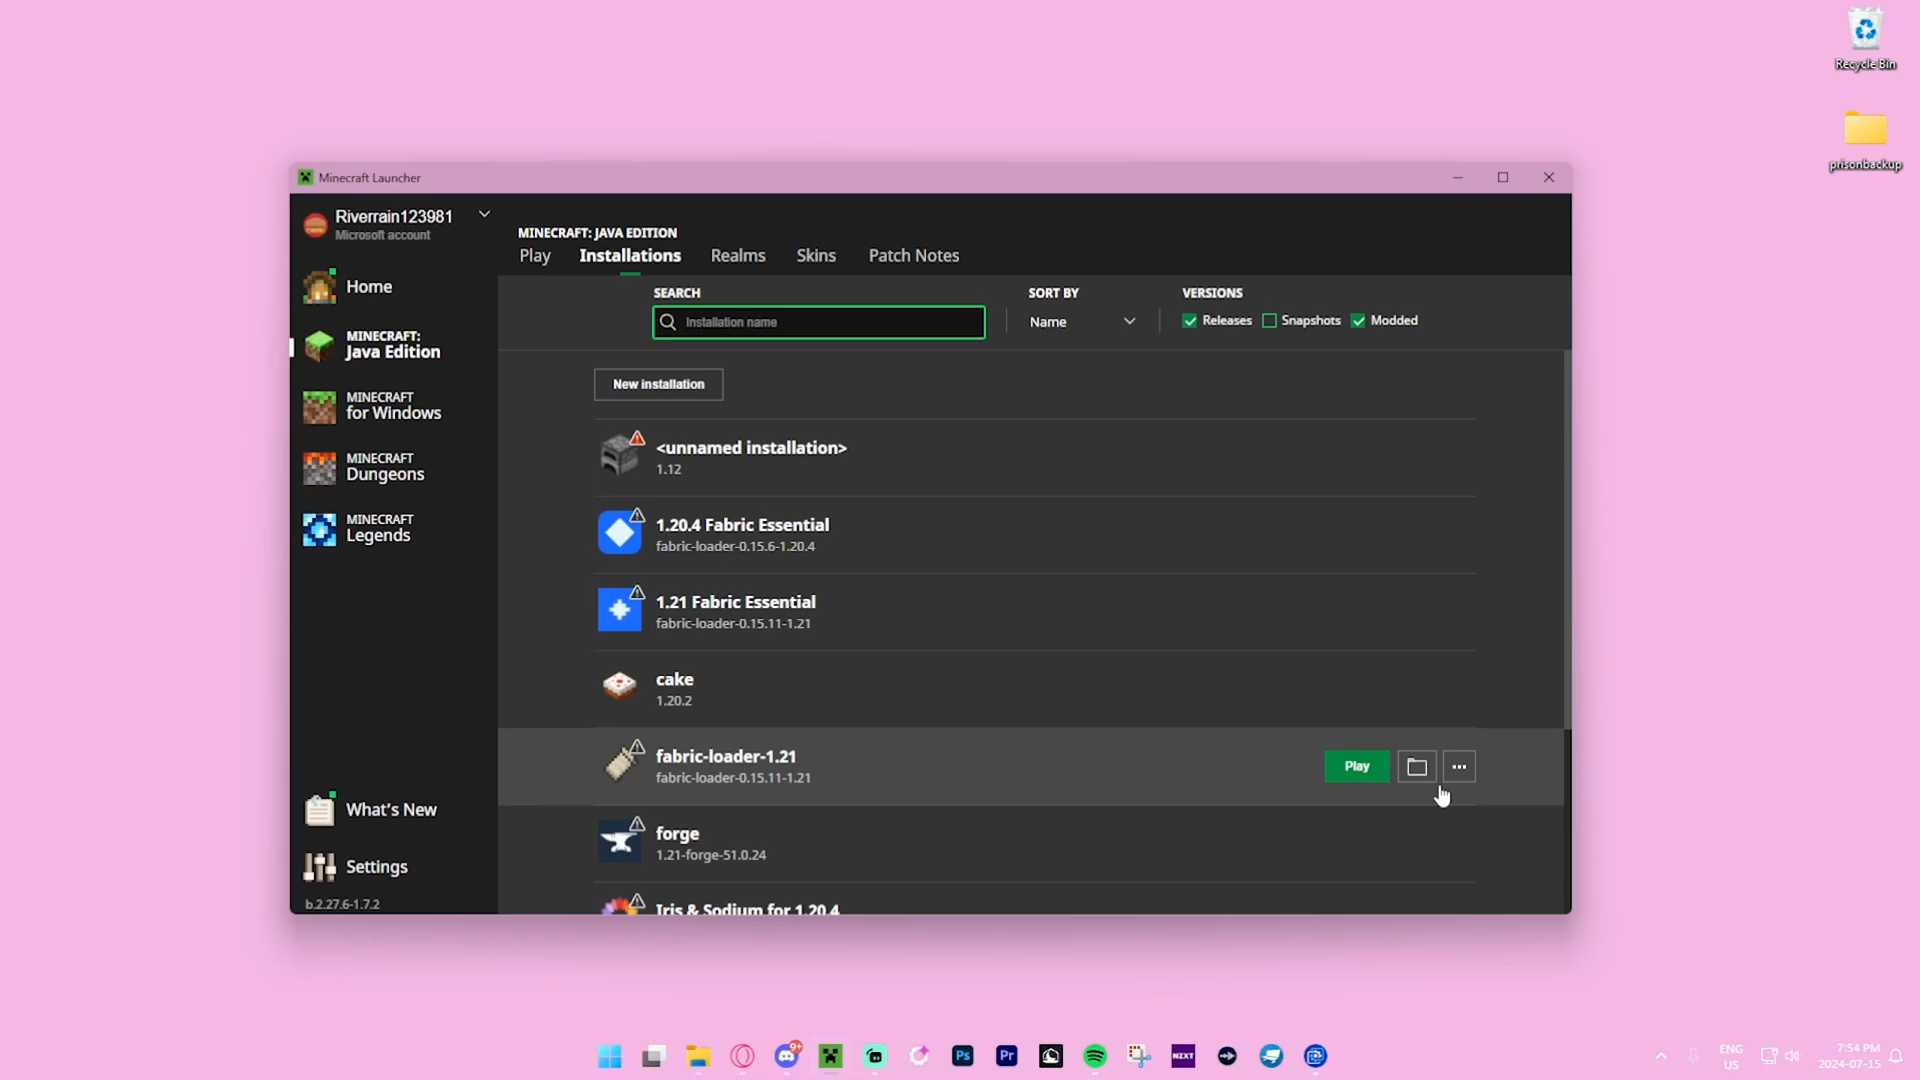 Recycle Bin
prisonbackup
Minecraft Launcher
Riverrain123981
Microsoft account
MINECRAFT: JAVA EDITION
Play Installations Realms Skins Patch Notes
SEARCH SORT BY VERSIONS
Installation name Name Releases Snapshots Modded
Home
MINECRAFT:
Java Edition
MINECRAFT
for Windows
MINECRAFT
Dungeons
MINECRAFT
Legends
What's New
Settings
b.2.27.6-1.7.2
New installation
<unnamed installation>
1.12
1.20.4 Fabric Essential
fabric-loader-0.15.6-1.20.4
1.21 Fabric Essential
fabric-loader-0.15.11-1.21
cake
1.20.2
fabric-loader-1.21
fabric-loader-0.15.11-1.21
Play
forge
1.21-forge-51.0.24
Iris & Sodium for 1.20.4
9+
Ps
Pr
NZXT
ENG
US
7:54 PM
2024-07-15